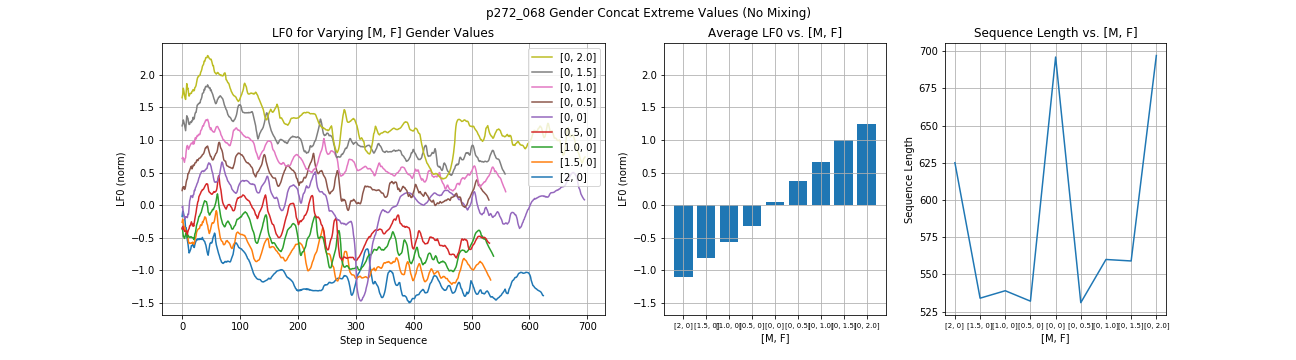 p272_068 Gender Concat Extreme Values (No Mixing)
LF0 for Varying [M, F] Gender Values
LF0 (norm)
2.0
1.5
1.0
0.5
0.0
−0.5
−1.0
−1.5
[0, 2.0]
[0, 1.5]
[0, 1.0]
[0, 0.5]
[0, 0]
[0.5, 0]
[1.0, 0]
[1.5, 0]
[2, 0]
0 100 200 300 400 500 600 700
Step in Sequence
Average LF0 vs. [M, F]
LF0 (norm)
2.0
1.5
1.0
0.5
0.0
−0.5
−1.0
−1.5
[2, 0] [1.5, 0] [1.0, 0] [0.5, 0] [0, 0] [0, 0.5] [0, 1.0] [0, 1.5] [0, 2.0]
[M, F]
Sequence Length vs. [M, F]
Sequence Length
700
675
650
625
600
575
550
525
[2, 0] [1.5, 0] [1.0, 0] [0.5, 0] [0, 0] [0, 0.5] [0, 1.0] [0, 1.5] [0, 2.0]
[M, F]